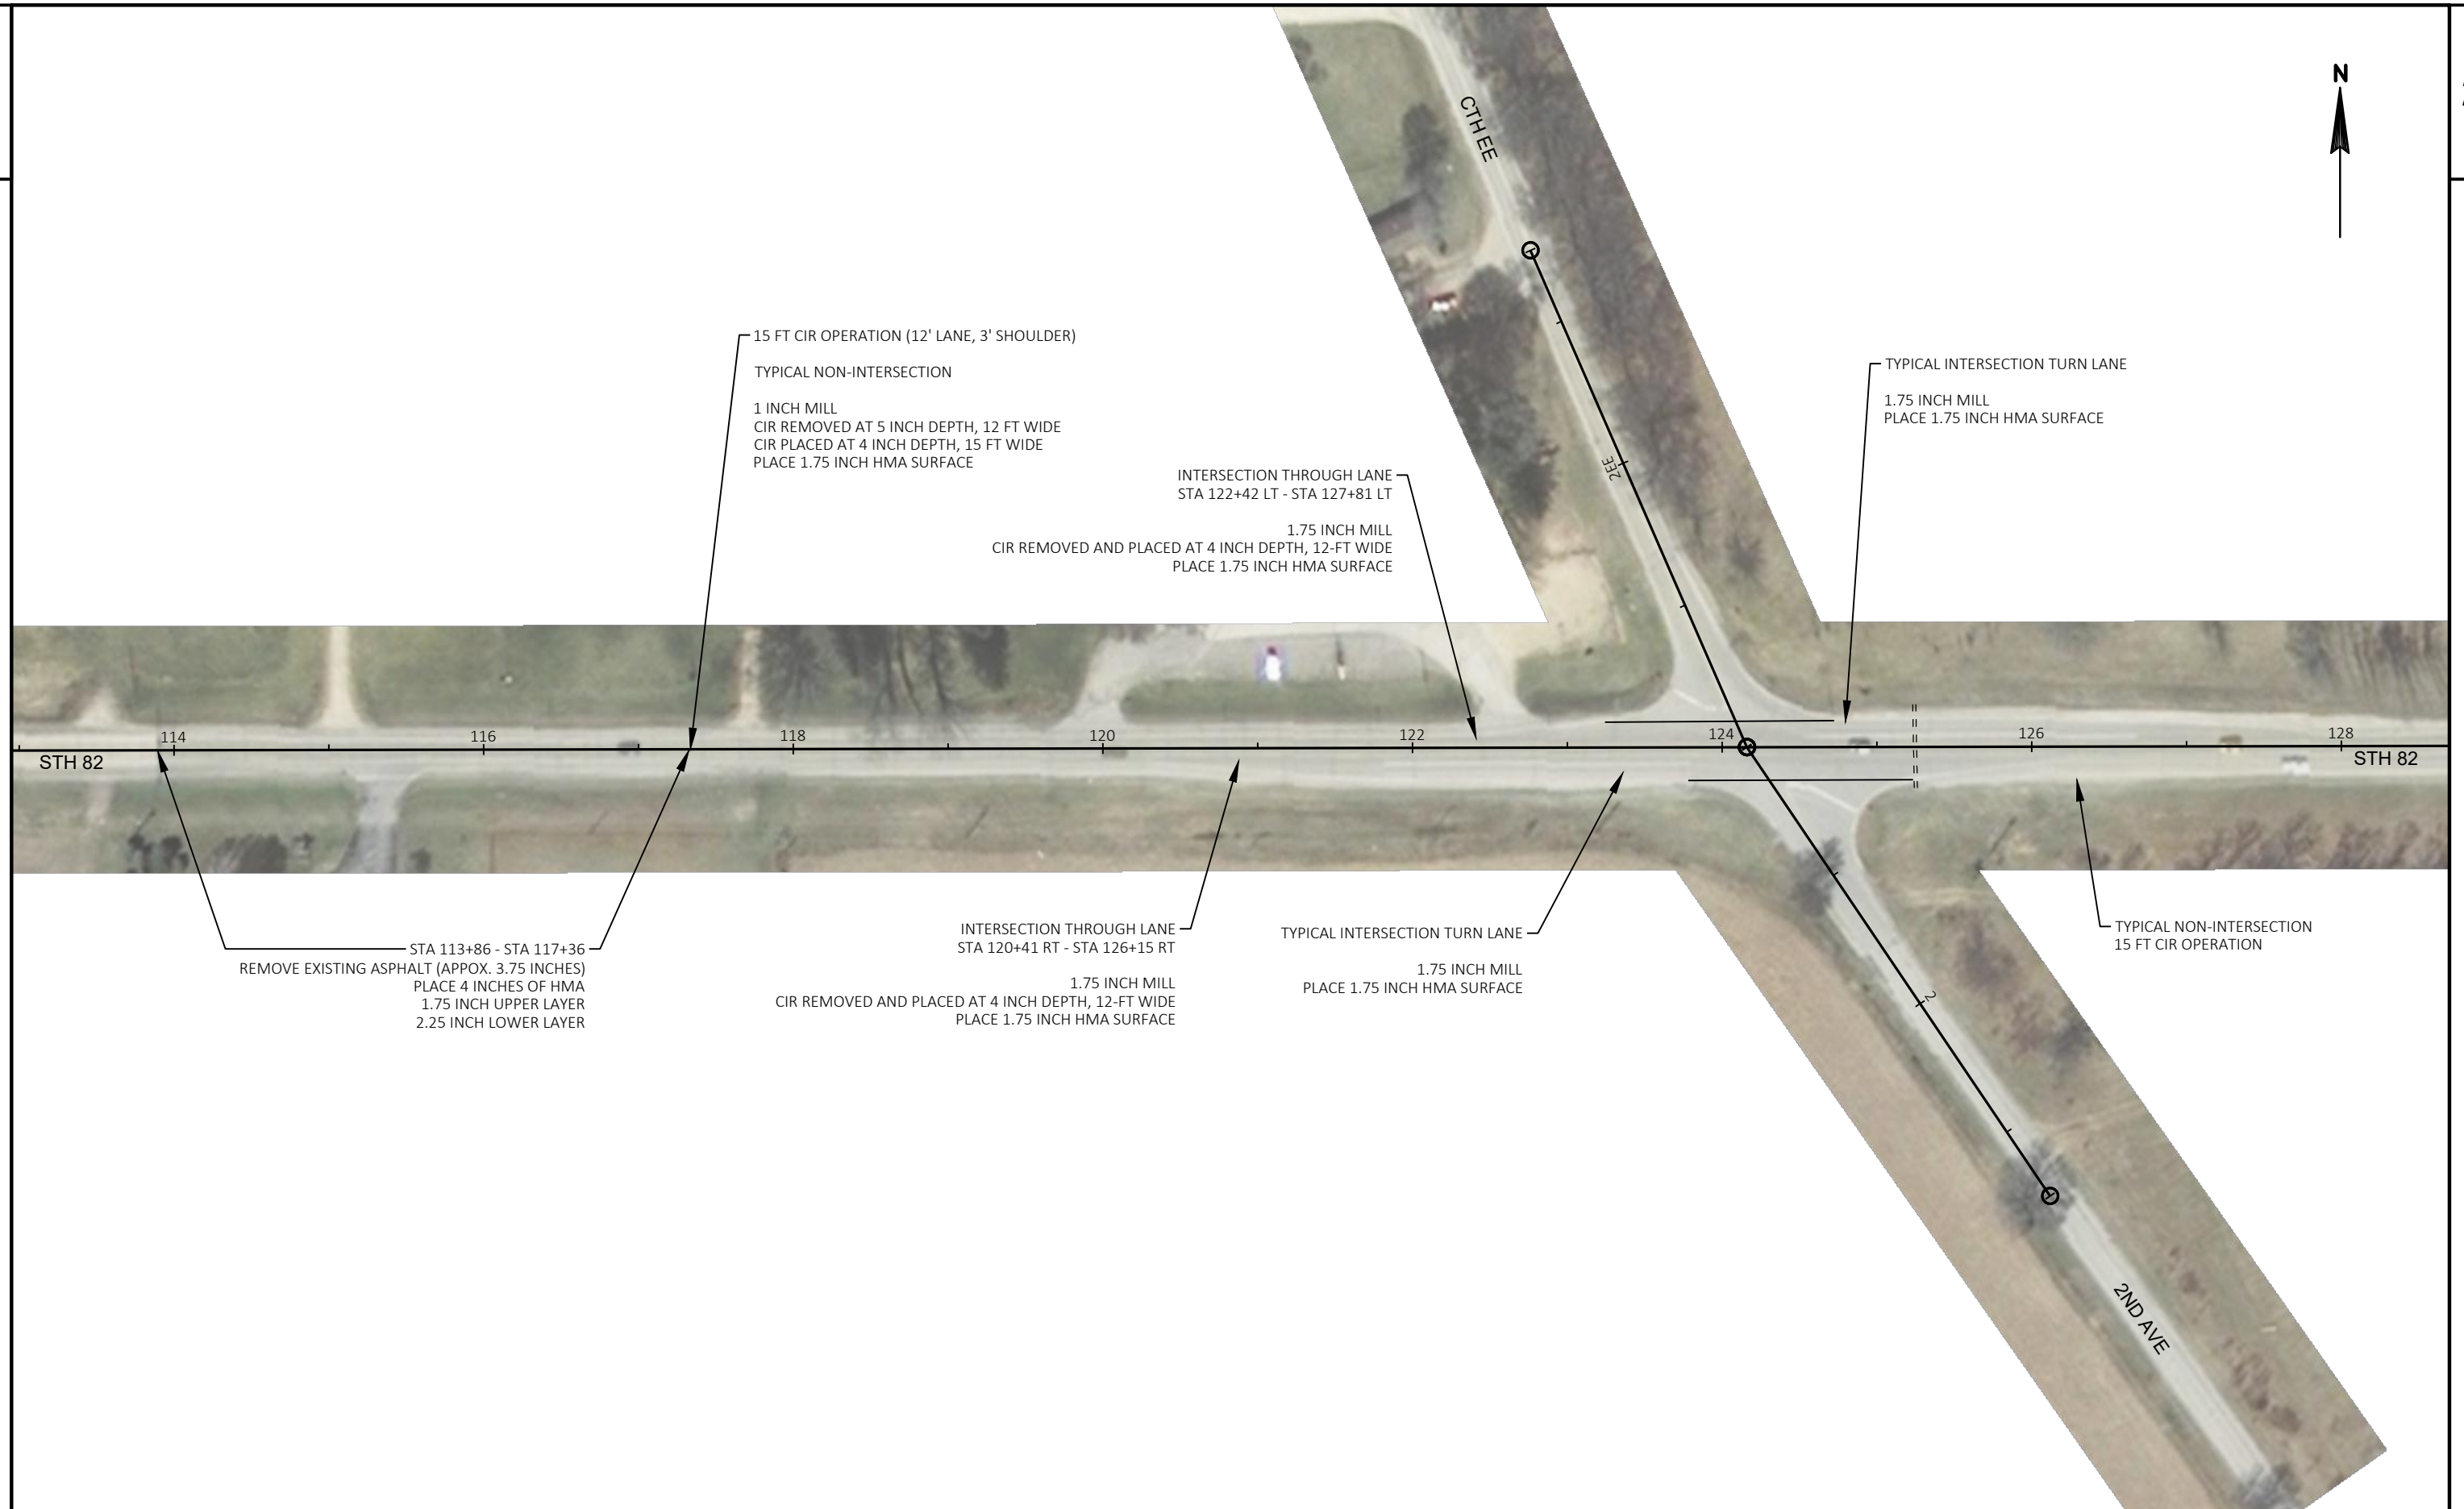 N
CTH EE
15 FT CIR OPERATION (12' LANE, 3' SHOULDER)
TYPICAL NON-INTERSECTION
1 INCH MILL
CIR REMOVED AT 5 INCH DEPTH, 12 FT WIDE
CIR PLACED AT 4 INCH DEPTH, 15 FT WIDE
PLACE 1.75 INCH HMA SURFACE
TYPICAL INTERSECTION TURN LANE
1.75 INCH MILL
PLACE 1.75 INCH HMA SURFACE
INTERSECTION THROUGH LANE
STA 122+42 LT - STA 127+81 LT
1.75 INCH MILL
CIR REMOVED AND PLACED AT 4 INCH DEPTH, 12-FT WIDE
PLACE 1.75 INCH HMA SURFACE
2EE
114
116
118
120
122
124
126
128
STH 82
STH 82
STA 113+86 - STA 117+36
REMOVE EXISTING ASPHALT (APPOX. 3.75 INCHES)
PLACE 4 INCHES OF HMA
1.75 INCH UPPER LAYER
2.25 INCH LOWER LAYER
INTERSECTION THROUGH LANE
STA 120+41 RT - STA 126+15 RT
1.75 INCH MILL
CIR REMOVED AND PLACED AT 4 INCH DEPTH, 12-FT WIDE
PLACE 1.75 INCH HMA SURFACE
TYPICAL INTERSECTION TURN LANE
1.75 INCH MILL
PLACE 1.75 INCH HMA SURFACE
TYPICAL NON-INTERSECTION
15 FT CIR OPERATION
2
2ND AVE